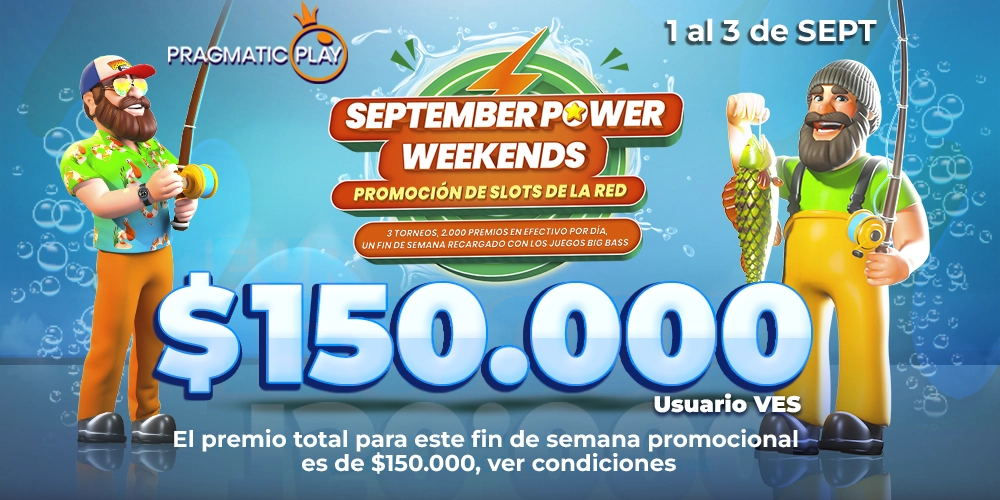 PRAGMATIC PLAY
1 al 3 de SEPT
SEPTEMBER POWER
WEEKENDS
PROMOCIÓN DE SLOTS DE LA RED
3 TORNEOS, 2.000 PREMIOS EN EFECTIVO POR DÍA,
UN FIN DE SEMANA RECARGADO CON LOS JUEGOS BIG BASS
$150.000
Usuario VES
El premio total para este fin de semana promocional
es de $150.000, ver condiciones